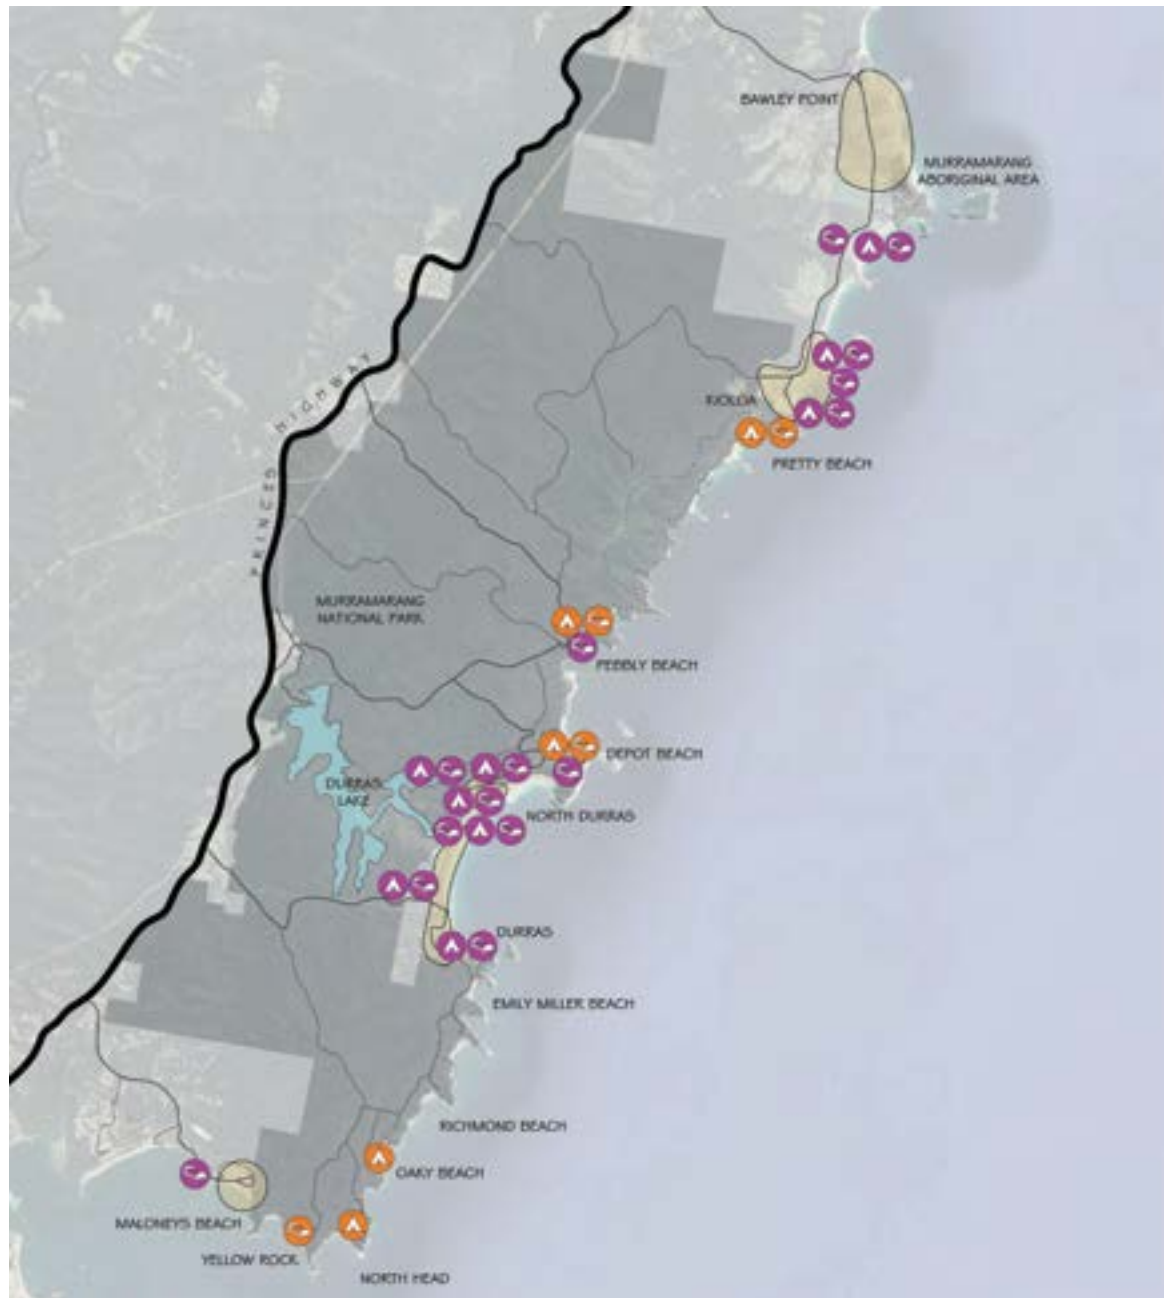 BAWLEY POINT
MURRAMARANG
ABORIGINAL AREA
PRINCES HIGHWAY
KIOLOA
PRETTY BEACH
MURRAMARANG
NATIONAL PARK
PEBBLY BEACH
DEPOT BEACH
DURRAS
LAKE
NORTH DURRAS
DURRAS
EMILY MILLER BEACH
RICHMOND BEACH
OAKY BEACH
MALONEYS BEACH
YELLOW ROCK
NORTH HEAD